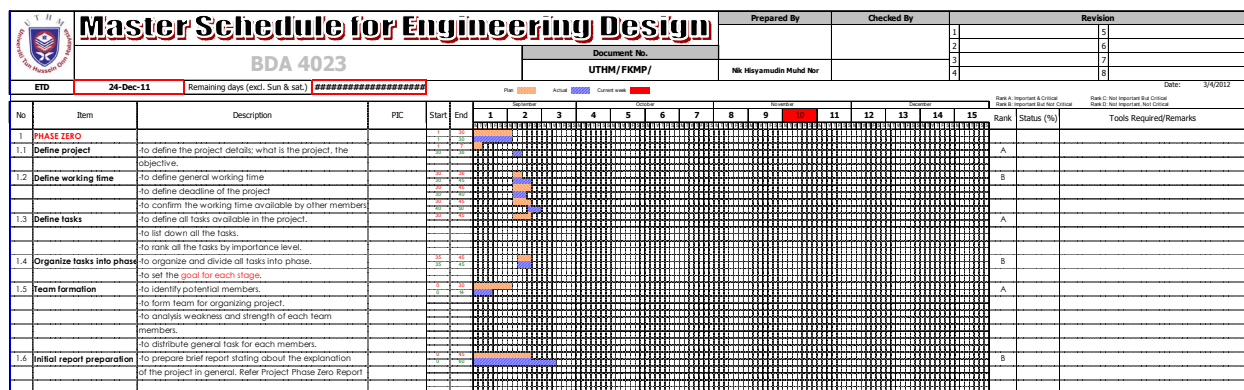 Master Schedule for Engineering Design
BDA 4023
Document No.
UTHM/FKMP/
Prepared By
Checked By
Revision
Nik Hisyamudin Muhd Nor
1 5
2 6
3 7
4 8
UTHM
Universiti Tun Hussein Onn Malaysia
ETD 24-Dec-11 Remaining days (excl. Sun & sat.) ####################
Plan Actual Current week
Date: 3/4/2012
Rank A: Important & Critical Rank C: Not Important But Critical
Rank B: Important But Not Critical Rank D: Not Important, Not Critical
September October November December
No Item Description PIC Start End 1 2 3 4 5 6 7 8 9 10 11 12 13 14 15 Rank Status (%) Tools Required/Remarks
1 PHASE ZERO
1.1 Define project -to define the project details; what is the project, the A
objective.
1.2 Define working time -to define general working time B
-to define deadline of the project
-to confirm the working time available by other members
1.3 Define tasks -to define all tasks available in the project. A
-to list down all the tasks.
-to rank all the tasks by importance level.
1.4 Organize tasks into phase -to organize and divide all tasks into phase. B
-to set the goal for each stage.
1.5 Team formation -to identify potential members. A
-to form team for organizing project.
-to analysis weakness and strength of each team
members.
-to distribute general task for each members.
1.6 Initial report preparation -to prepare brief report stating about the explanation B
of the project in general. Refer Project Phase Zero Report